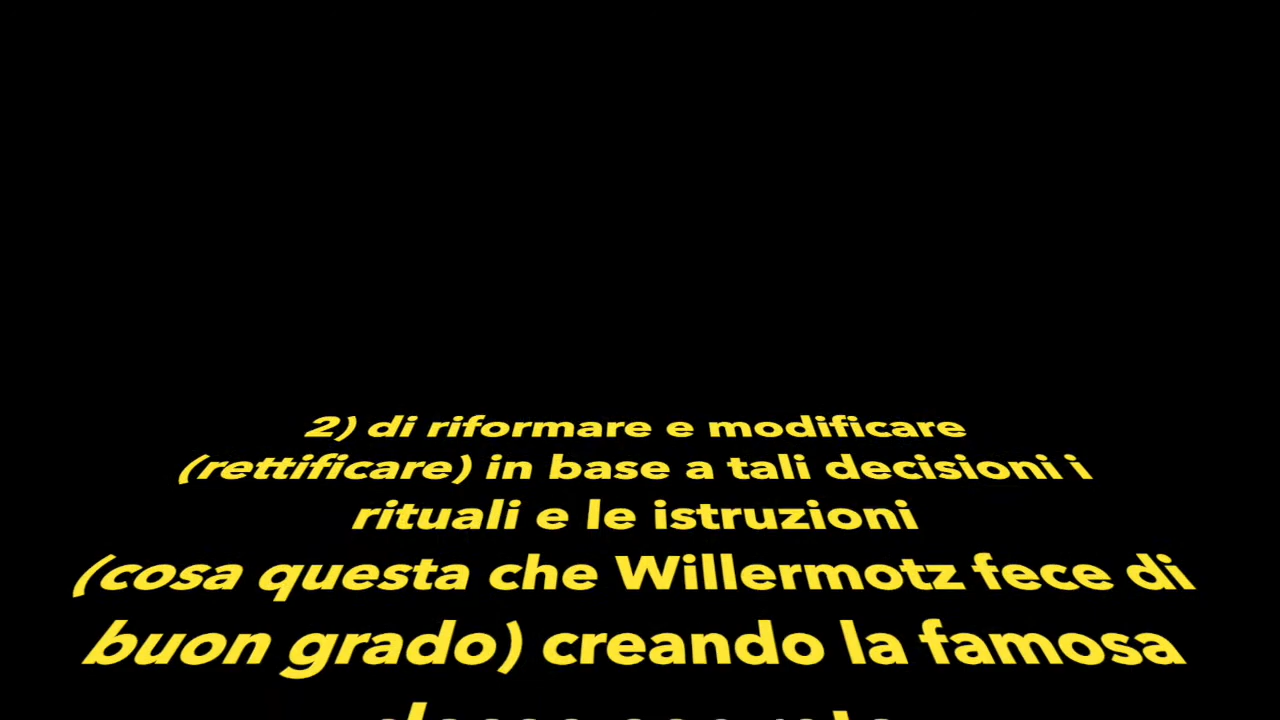 2) di riformare e modificare
(rettificare) in base a tali decisioni i
rituali e le istruzioni
(cosa questa che Willermotz fece di
buon grado) creando la famosa